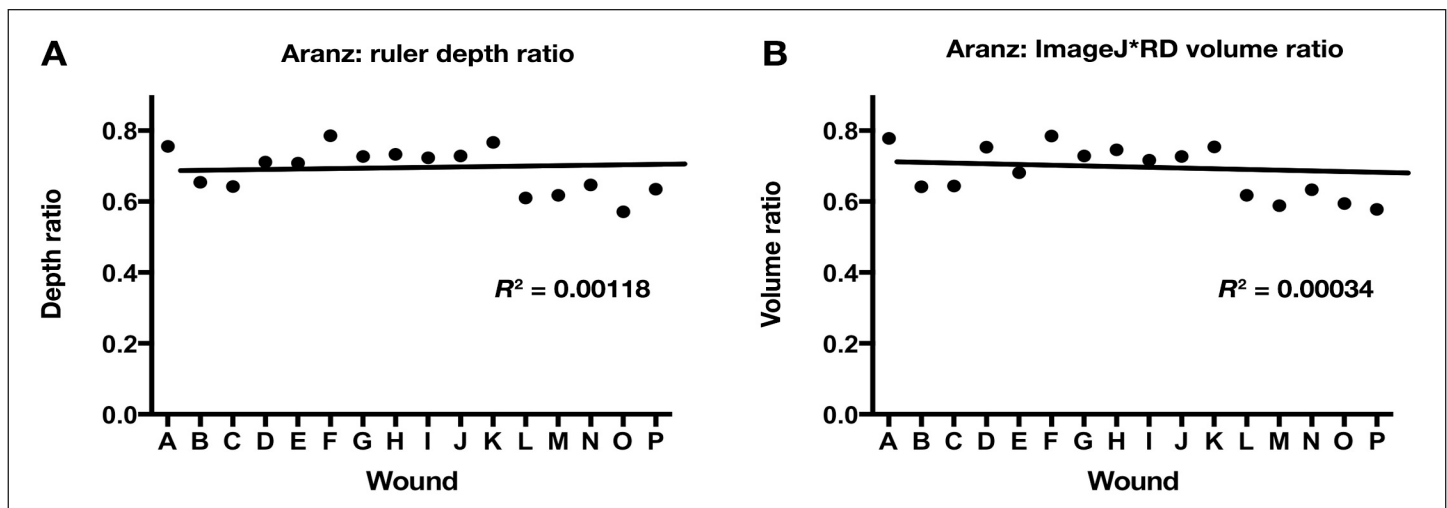 A
Aranz: ruler depth ratio
Depth ratio
0.8
0.6
0.4
0.2
0.0
R² = 0.00118
A B C D E F G H I J K L M N O P
Wound
B
Aranz: ImageJ*RD volume ratio
Volume ratio
0.8
0.6
0.4
0.2
0.0
R² = 0.00034
A B C D E F G H I J K L M N O P
Wound